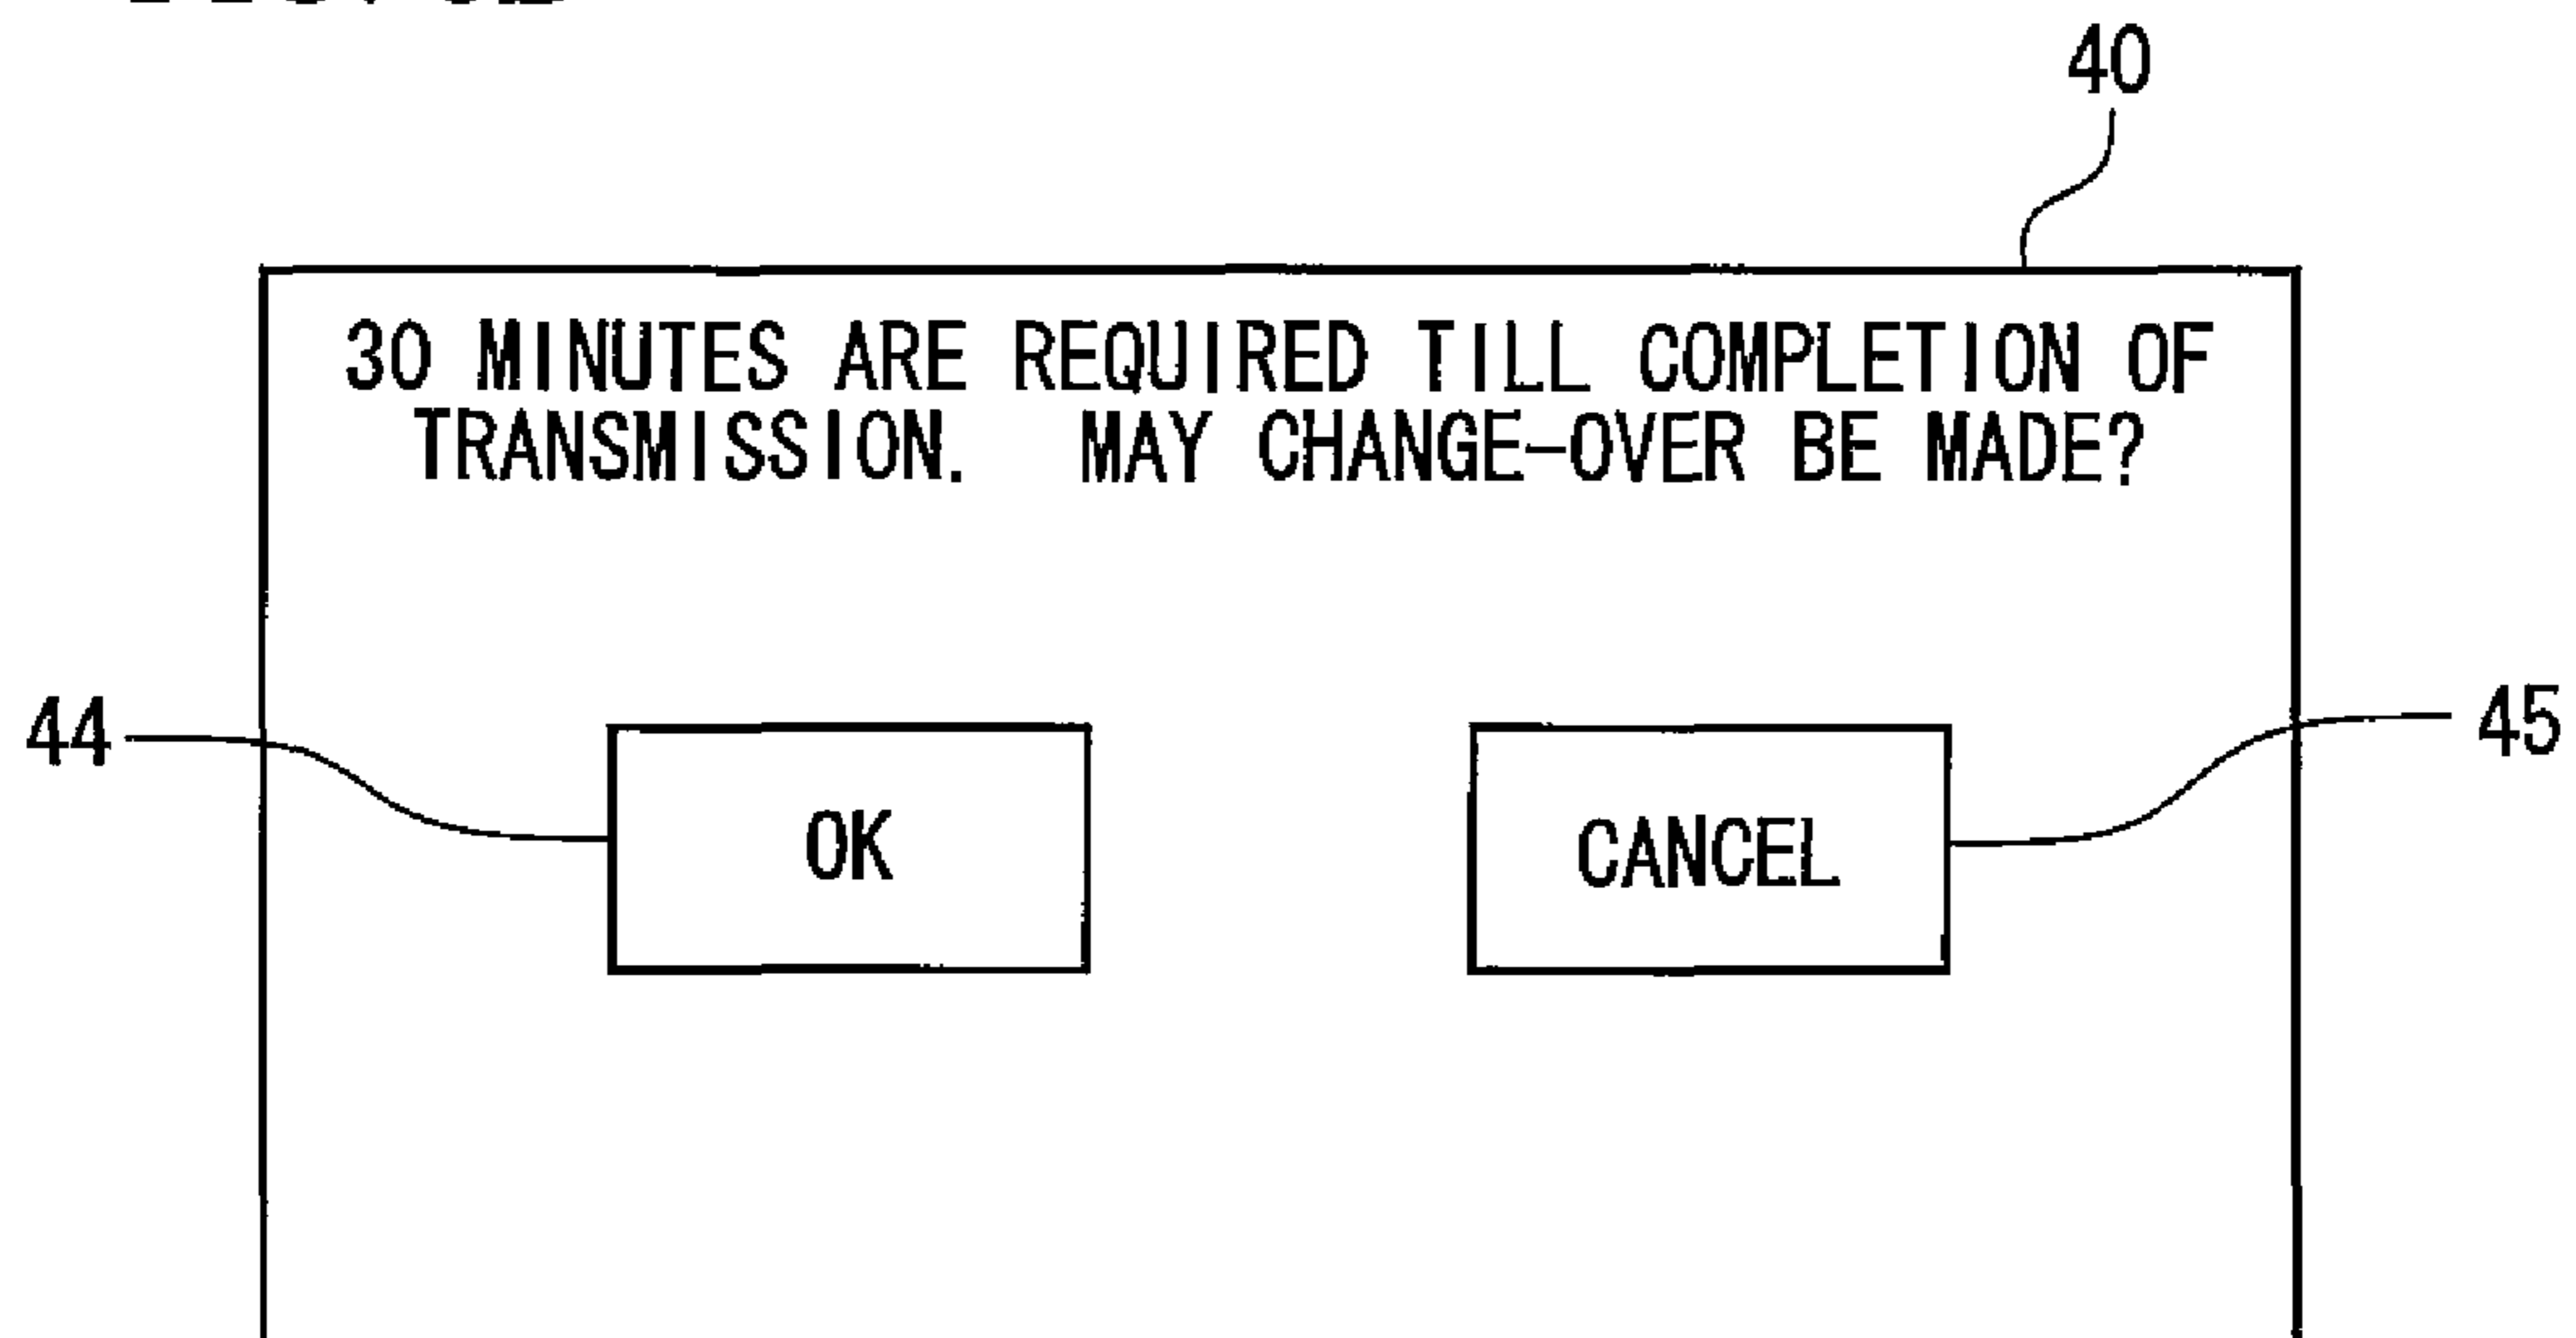 40
30 MINUTES ARE REQUIRED TILL COMPLETION OF
TRANSMISSION. MAY CHANGE-OVER BE MADE?
44
OK
CANCEL
45